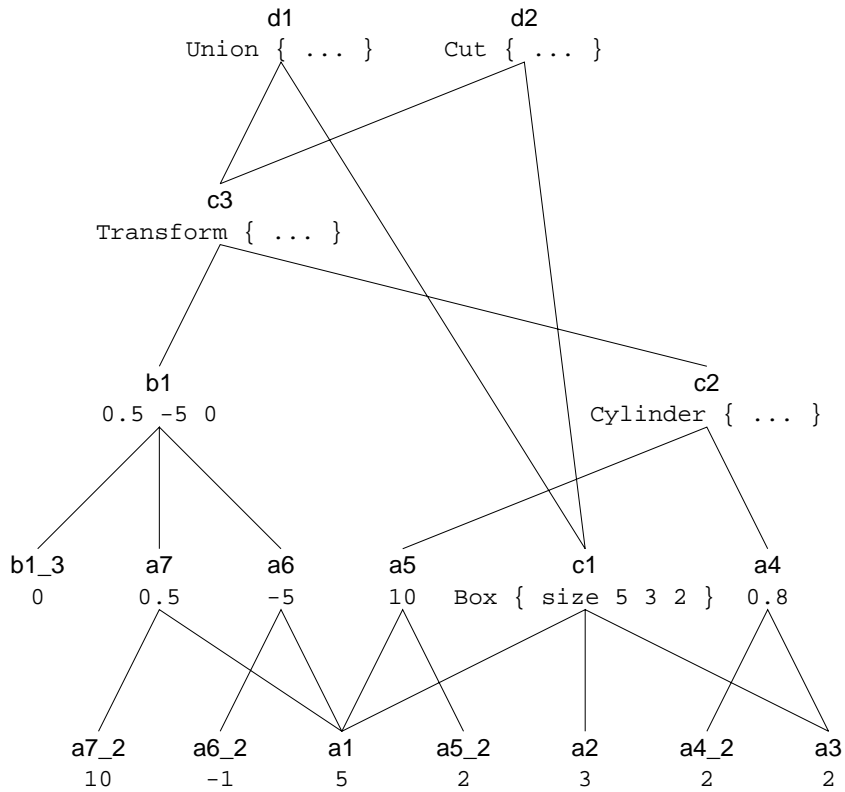 d1 d2
Union { ... } Cut { ... }
c3
Transform { ... }
b1 c2
0.5 -5 0 Cylinder { ... }
b1_3 a7 a6 a5 c1 a4
0 0.5 -5 10 Box { size 5 3 2 } 0.8
a7_2 a6_2 a1 a5_2 a2 a4_2 a3
10 -1 5 2 3 2 2